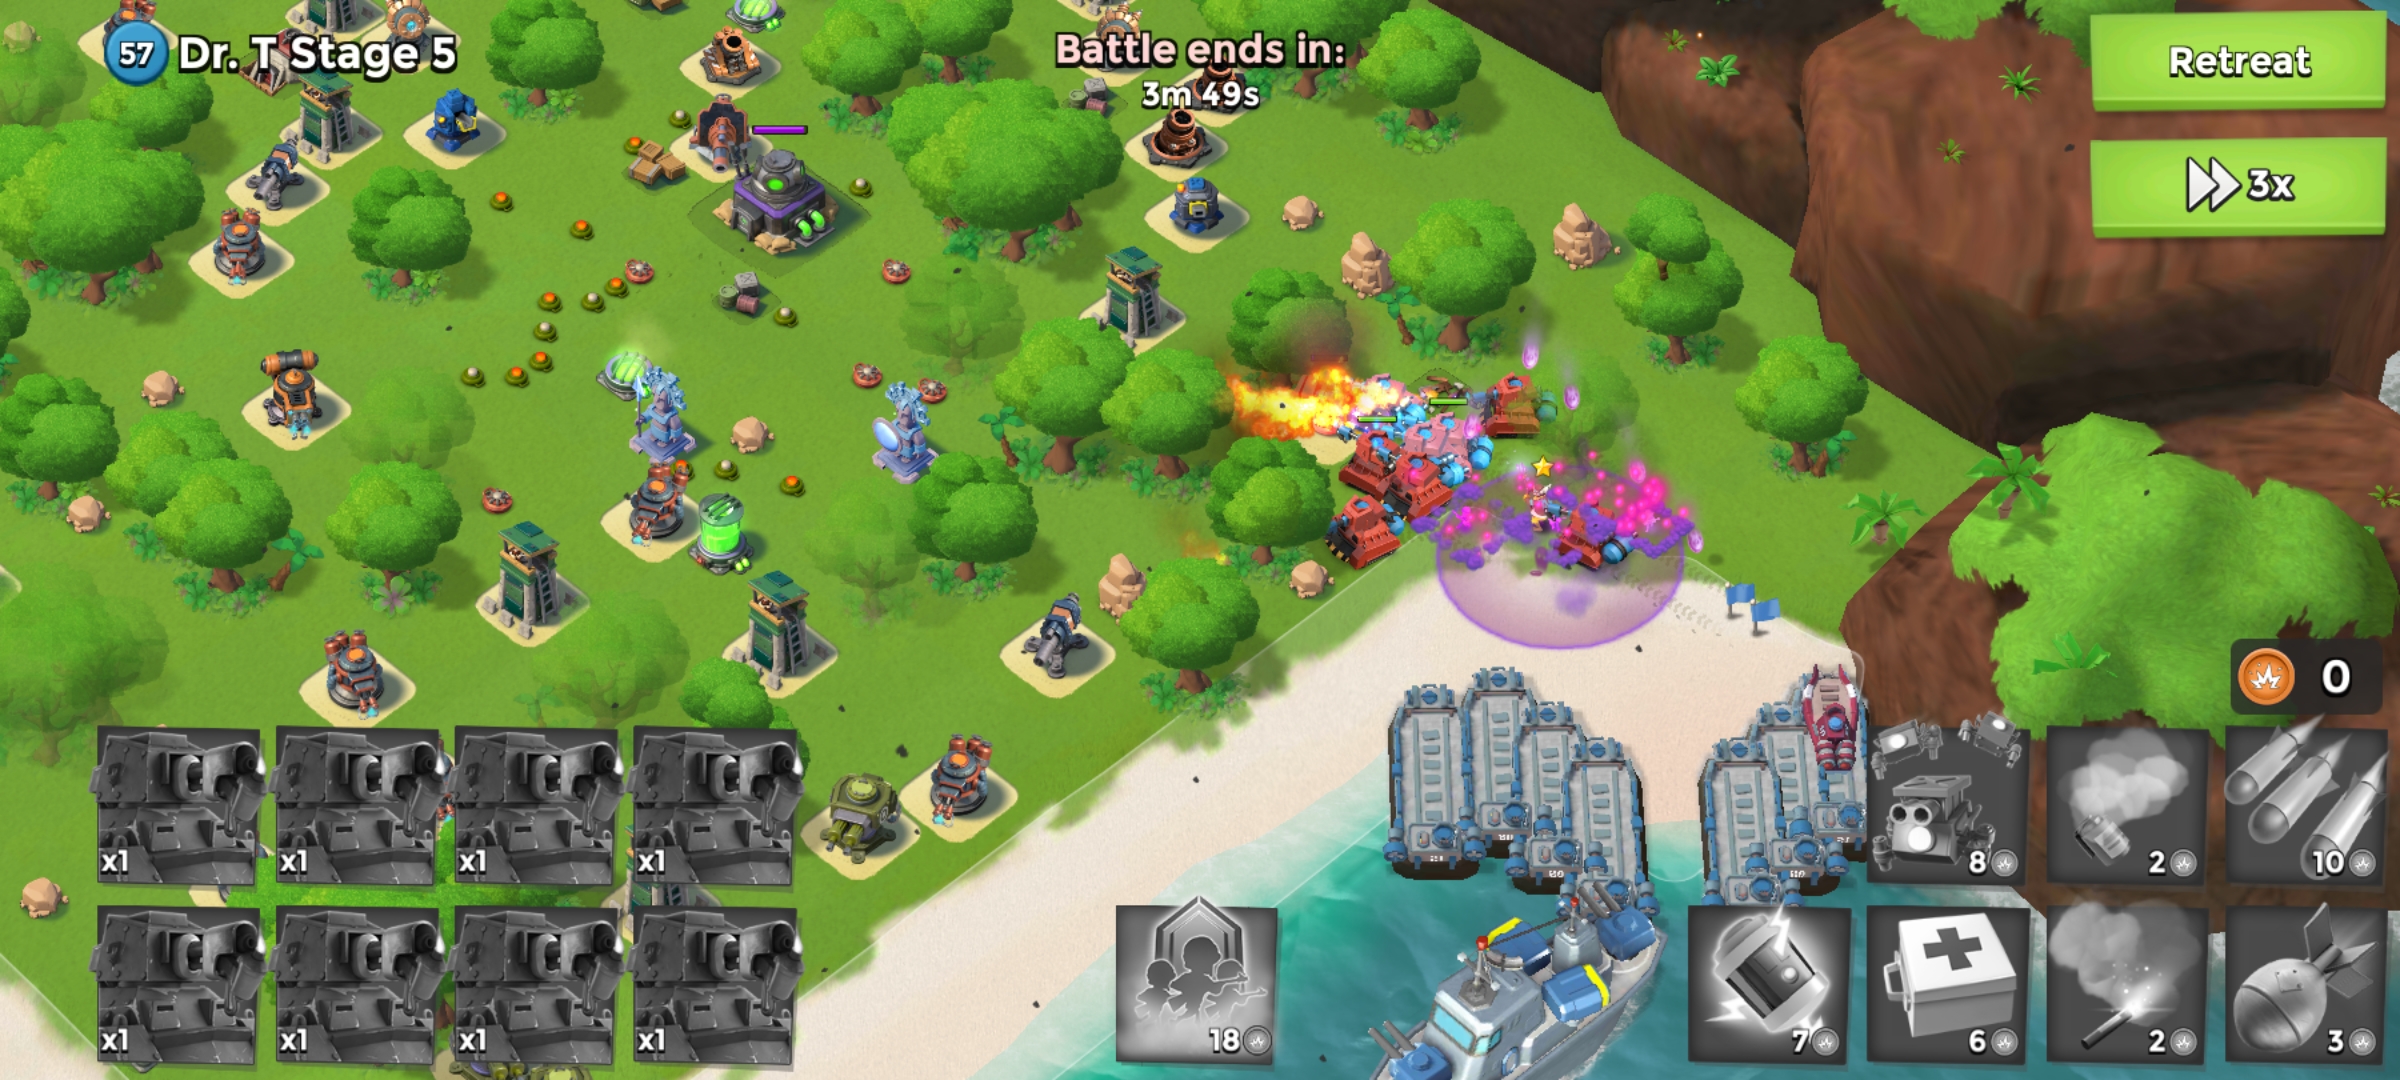 57 Dr. T Stage 5
Battle ends in:
3m 49s
Retreat
3x
0
x1 x1 x1 x1
8 2 10
x1 x1 x1 x1
18 7 6 2 3